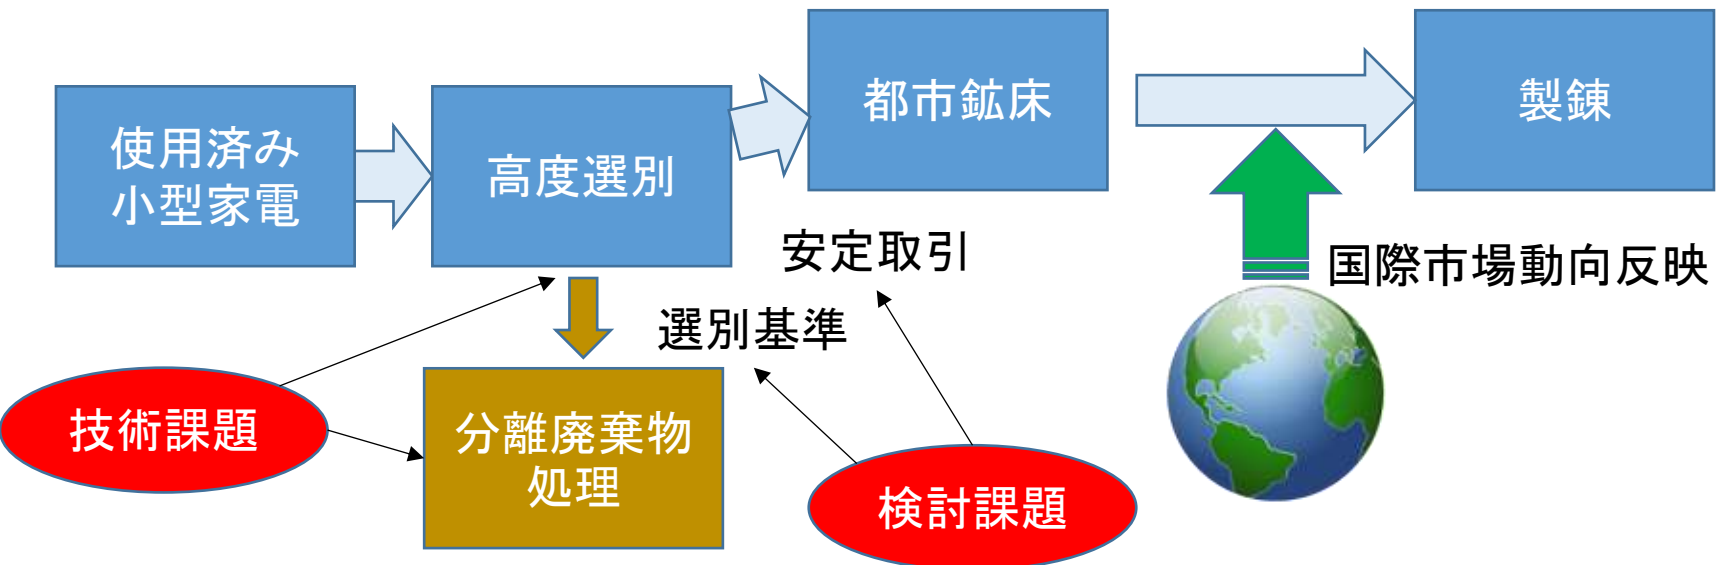 使用済み
小型家電
高度選別
都市鉱床
製錬
安定取引
国際市場動向反映
選別基準
技術課題
分離廃棄物
処理
検討課題